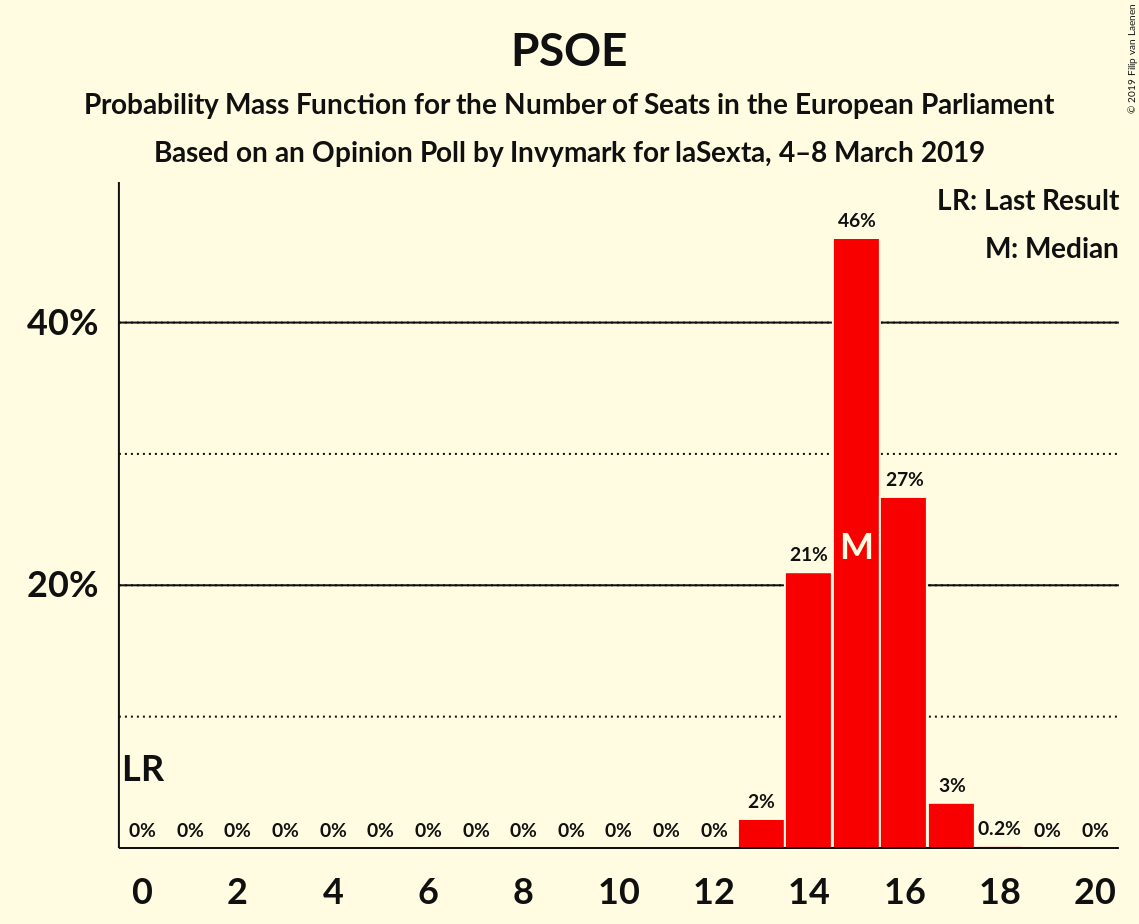 PSOE
Probability Mass Function for the Number of Seats in the European Parliament
Based on an Opinion Poll by Invymark for laSexta, 4–8 March 2019
© 2019 Filip van Laenen
LR: Last Result
M: Median
46%
40%
27%
M
21%
20%
LR
3%
2%
0% 0% 0% 0% 0% 0% 0% 0% 0% 0% 0% 0% 0% 0.2% 0% 0%
0 2 4 6 8 10 12 14 16 18 20